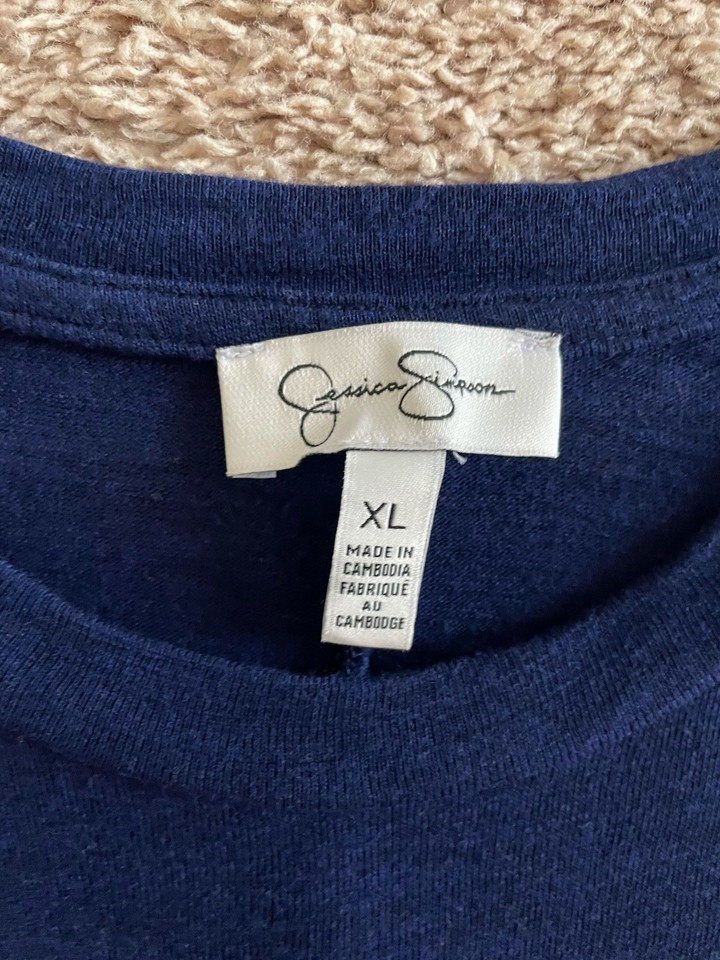 Jessica Simpson
XL
MADE IN
CAMBODIA
FABRIQUÉ
AU
CAMBODGE